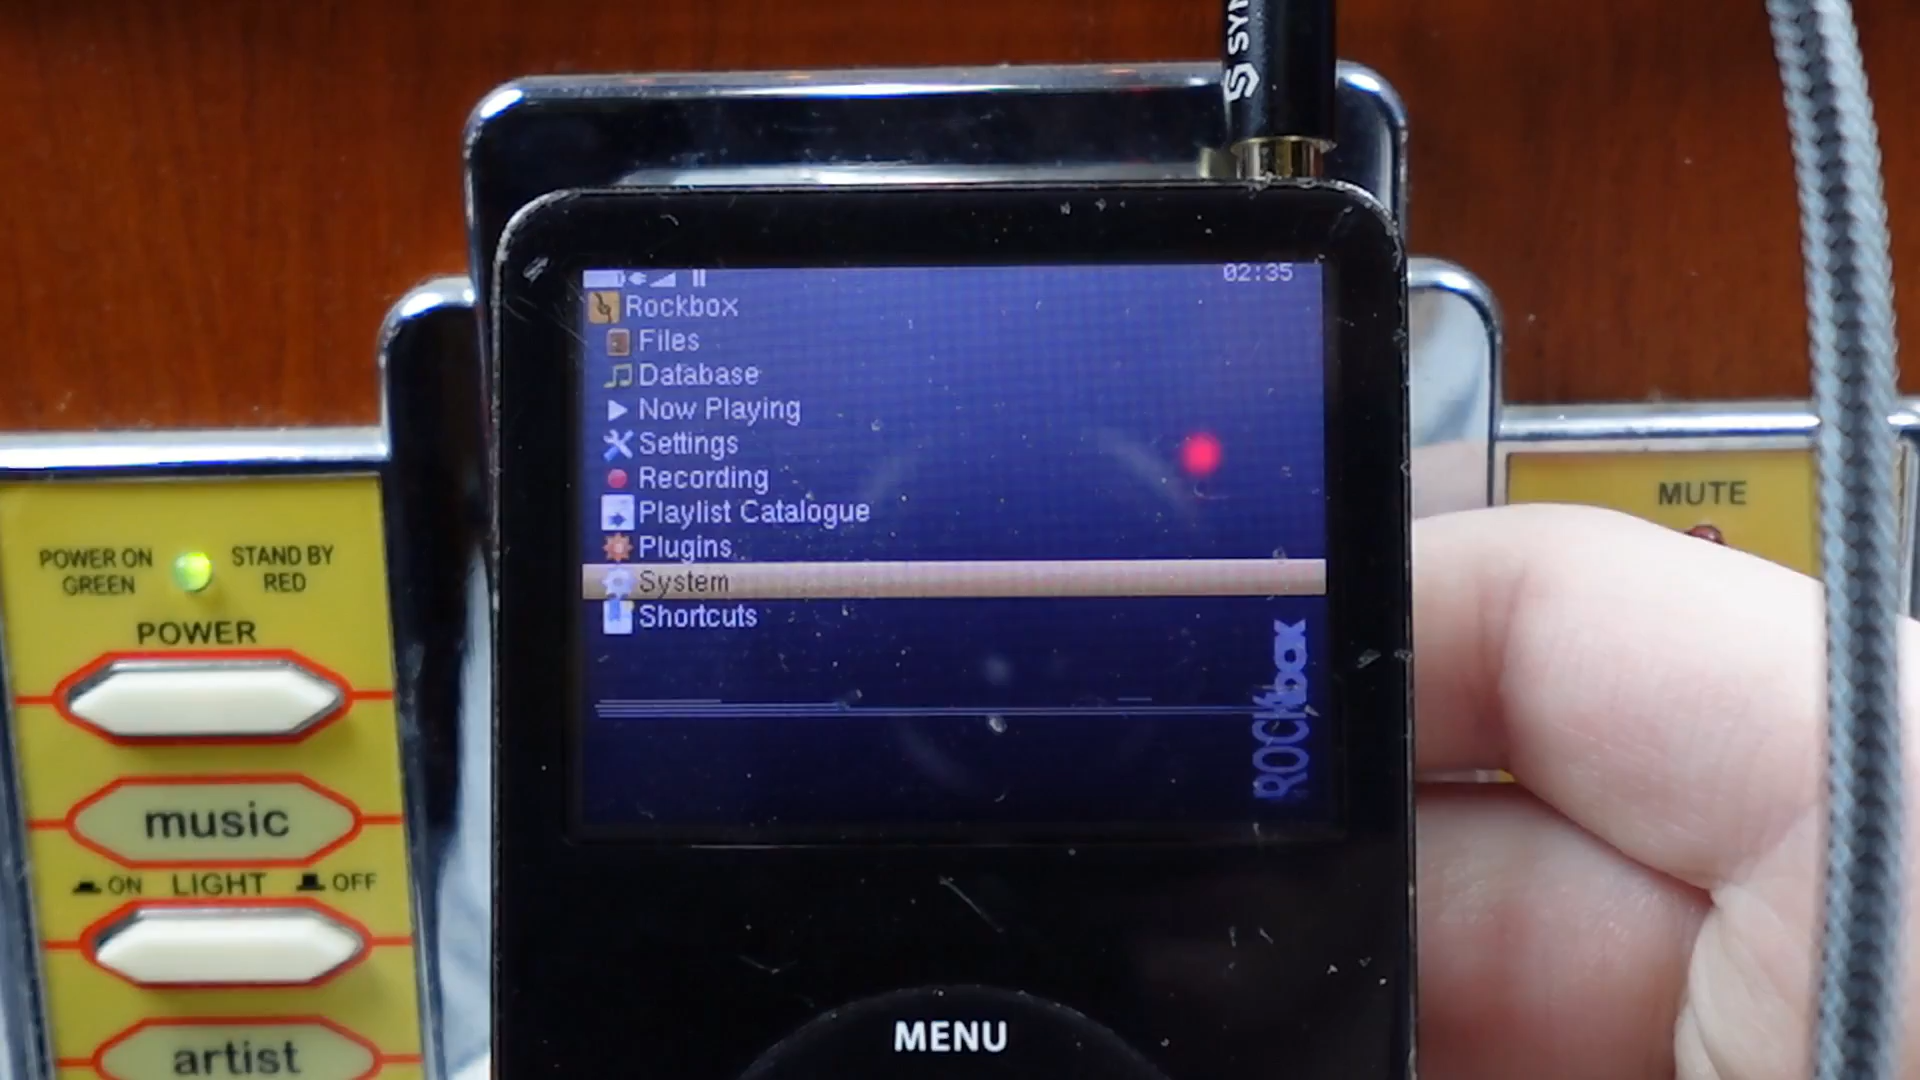 SYN
02:35
Rockbox
Files
Database
Now Playing
Settings
Recording
Playlist Catalogue
Plugins
System
Shortcuts
ROCKbox
MENU
POWER ON
GREEN
STAND BY
RED
POWER
music
ON LIGHT OFF
artist
MUTE